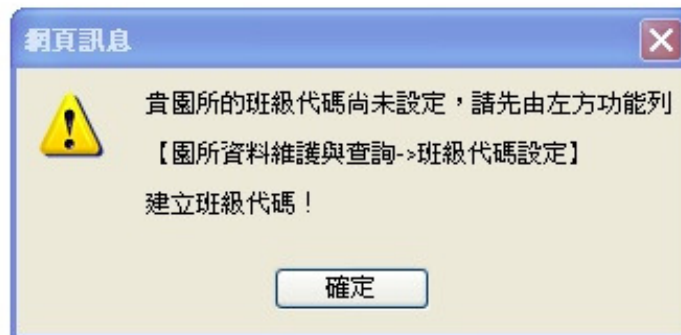 網頁訊息
貴園所的班級代碼尚未設定，請先由左方功能列
【園所資料維護與查詢->班級代碼設定】
建立班級代碼！
確定